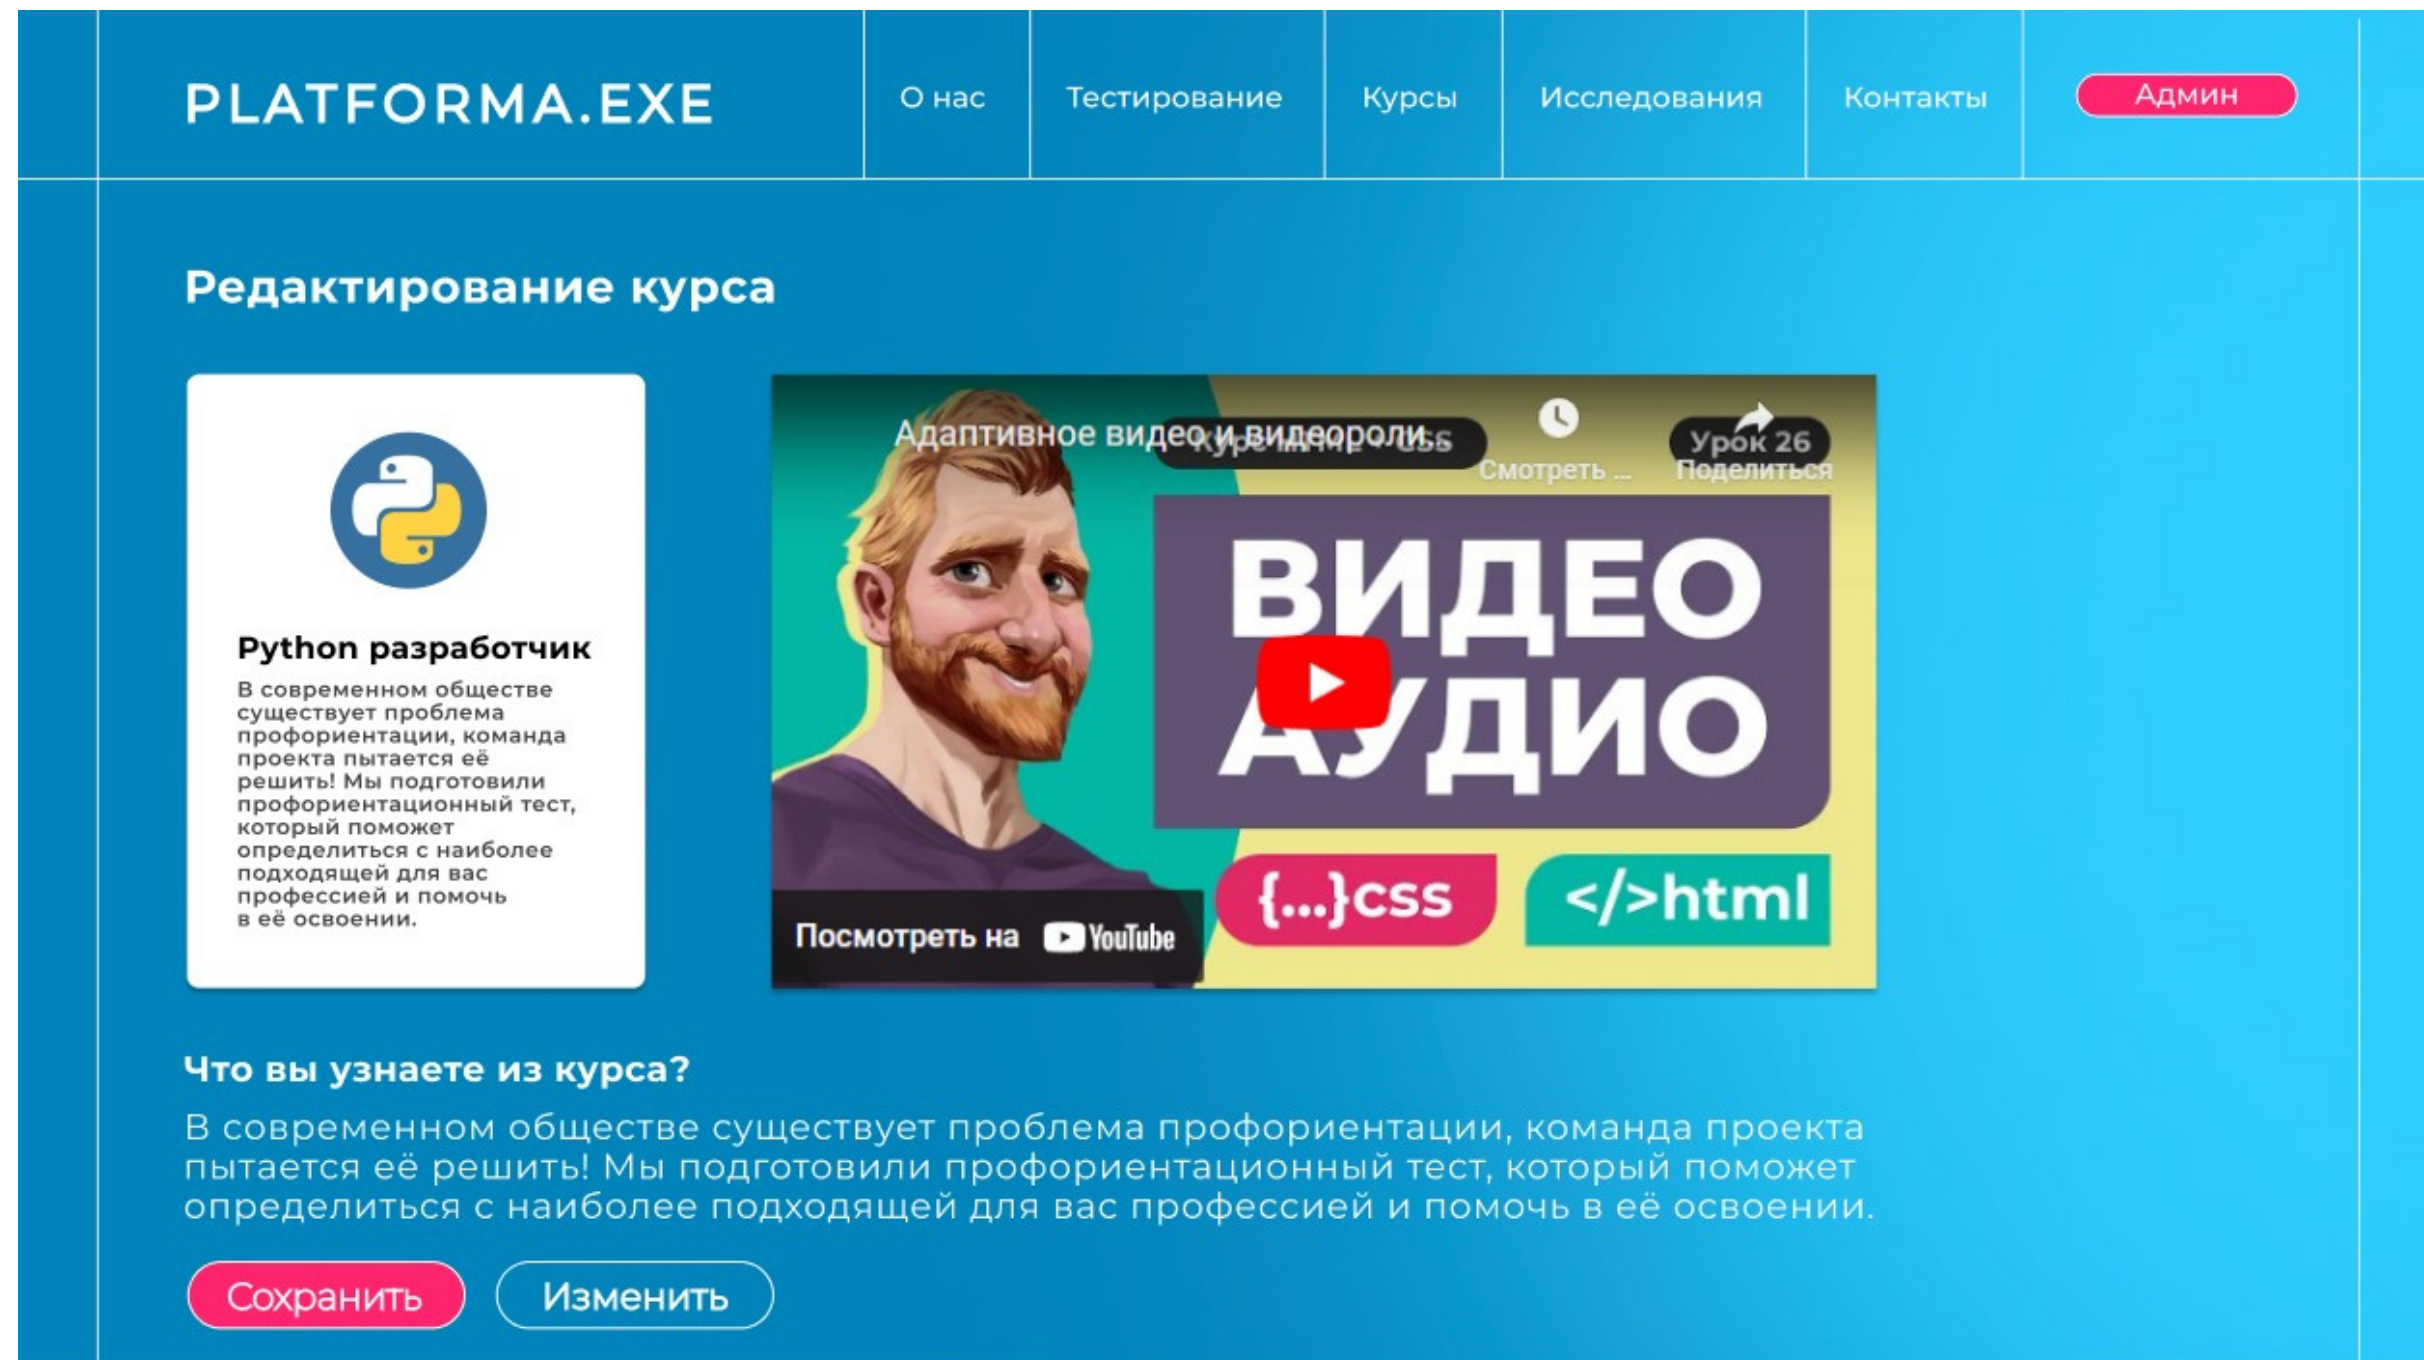 PLATFORMA.EXE
О нас
Тестирование
Курсы
Исследования
Контакты
Админ
Редактирование курса
Python разработчик
В современном обществе
существует проблема
профориентации, команда
проекта пытается её
решить! Мы подготовили
профориентационный тест,
который поможет
определиться с наиболее
подходящей для вас
профессией и помочь
в её освоении.
Адаптивное видео и видеороли...
Урок 26
Смотреть ...
Поделиться
ВИДЕО
АУДИО
{...}css
</>html
Посмотреть на YouTube
Что вы узнаете из курса?
В современном обществе существует проблема профориентации, команда проекта
пытается её решить! Мы подготовили профориентационный тест, который поможет
определиться с наиболее подходящей для вас профессией и помочь в её освоении.
Сохранить
Изменить